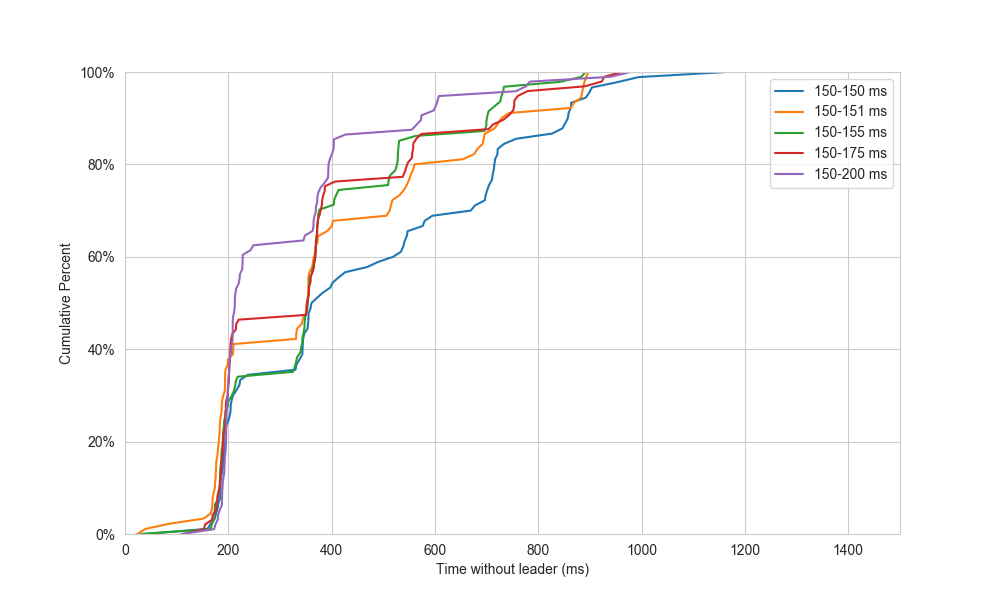 100%
80%
60%
40%
20%
0%
Cumulative Percent
0 200 400 600 800 1000 1200 1400
Time without leader (ms)
150-150 ms
150-151 ms
150-155 ms
150-175 ms
150-200 ms